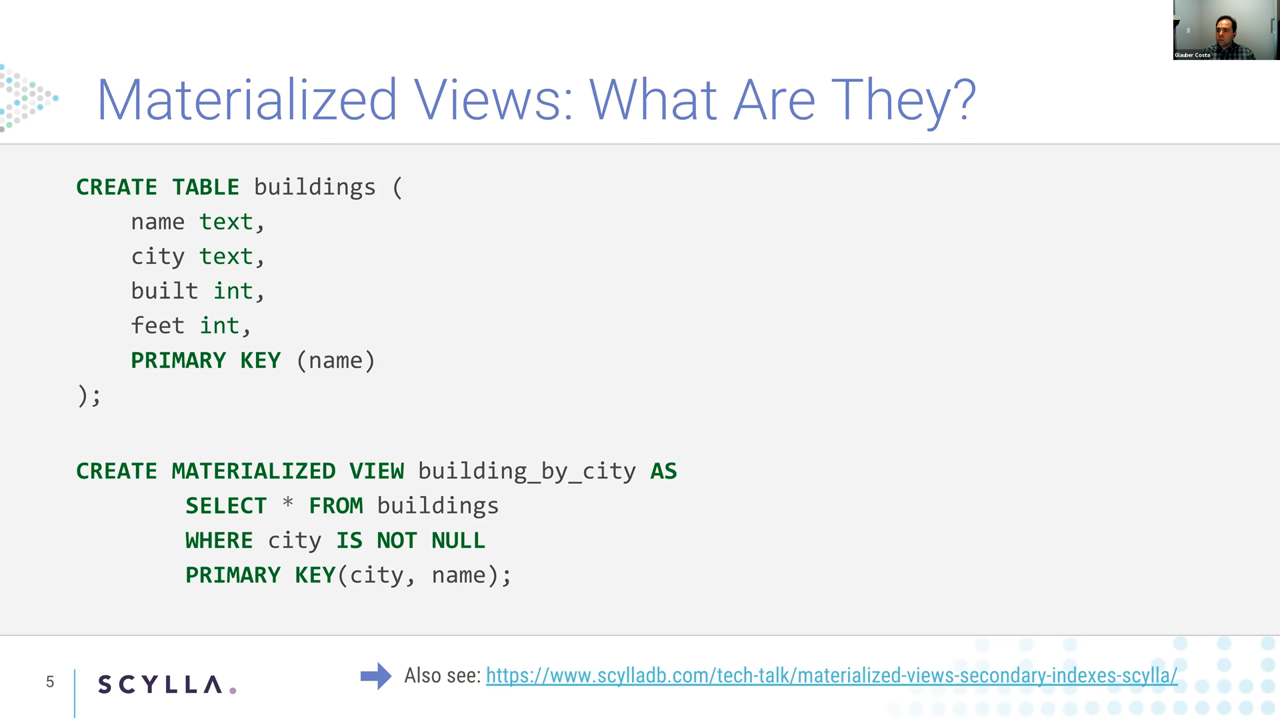 Glauber Costa
Materialized Views: What Are They?
CREATE TABLE buildings (
    name text,
    city text,
    built int,
    feet int,
    PRIMARY KEY (name)
);
CREATE MATERIALIZED VIEW building_by_city AS
        SELECT * FROM buildings
        WHERE city IS NOT NULL
        PRIMARY KEY(city, name);
5
SCYLLA.
Also see: https://www.scylladb.com/tech-talk/materialized-views-secondary-indexes-scylla/